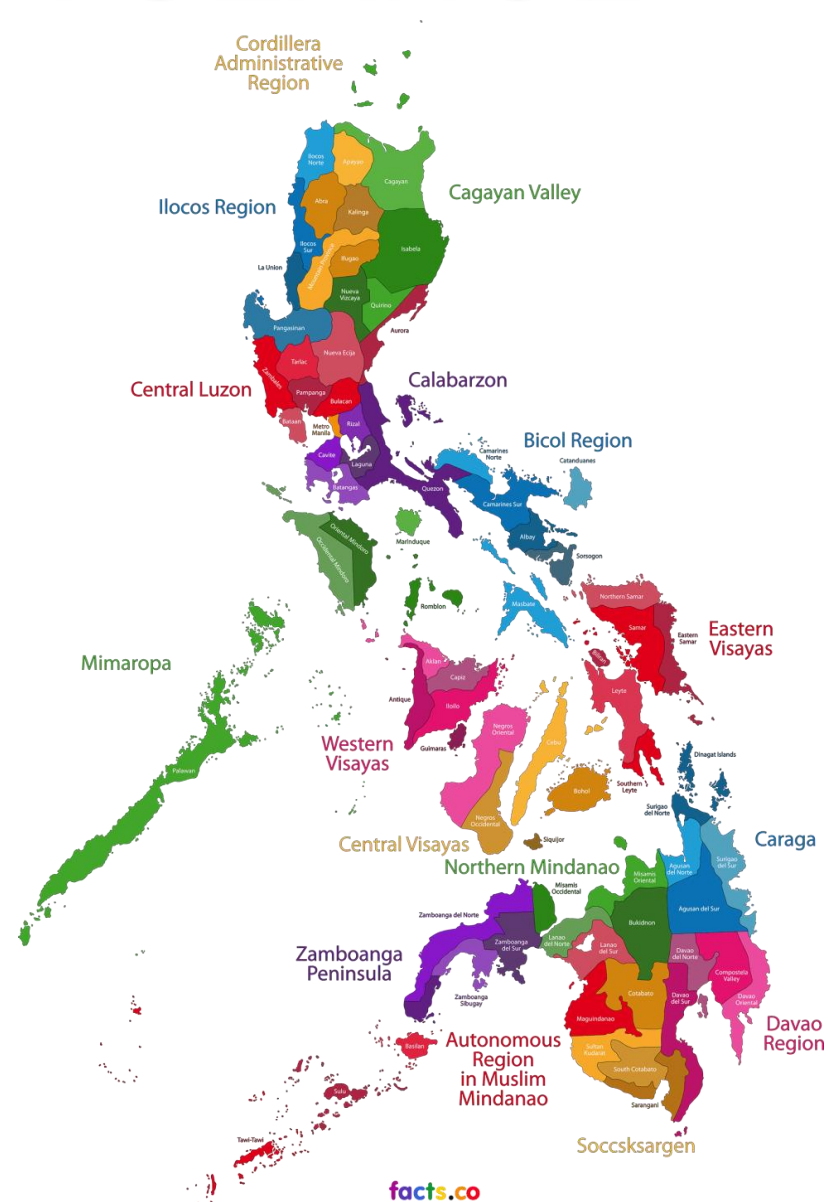 Cordillera
Administrative
Region
Ilocos
Norte
Apayao
Cagayan
Cagayan Valley
Ilocos Region
Abra
Kalinga
Ilocos
Sur
Mountain Province
Bugao
Isabela
La Union
Nueva
Vizcaya
Quirino
Pangasinan
Aurora
Nueva Ecija
Tarlac
Zambales
Central Luzon
Calabarzon
Pampanga
Bulacan
Bataan
Metro
Manila
Rizal
Bicol Region
Cavite
Laguna
Camarines
Norte
Catanduanes
Batangas
Quezon
Camarines Sur
Oriental Mindoro
Occidental Mindoro
Marinduque
Albay
Sorsogon
Romblon
Masbate
Northern Samar
Samar
Eastern
Samar
Eastern
Visayas
Mimaropa
Aklan
Capiz
Antique
Iloilo
Leyte
Guimaras
Western
Visayas
Negros
Oriental
Cebu
Dinagat Islands
Palawan
Southern
Leyte
Bohol
Surigao
del Norte
Negros
Occidental
Siquijor
Central Visayas
Caraga
Northern Mindanao
Agusan
del Norte
Surigao
del Sur
Misamis
Oriental
Misamis
Occidental
Zamboanga del Norte
Bukidnon
Agusan del Sur
Zamboanga
del Sur
Lanao
del Norte
Lanao
del Sur
Zamboanga
Peninsula
Davao
del Norte
Compostela
Valley
Zamboanga
Sibugay
Cotabato
Davao
del Sur
Davao
Oriental
Maguindanao
Davao
Region
Basilan
Autonomous
Region
in Muslim
Mindanao
Sultan
Kudarat
South Cotabato
Sulu
Sarangani
Tawi-Tawi
Soccsksargen
facts.co